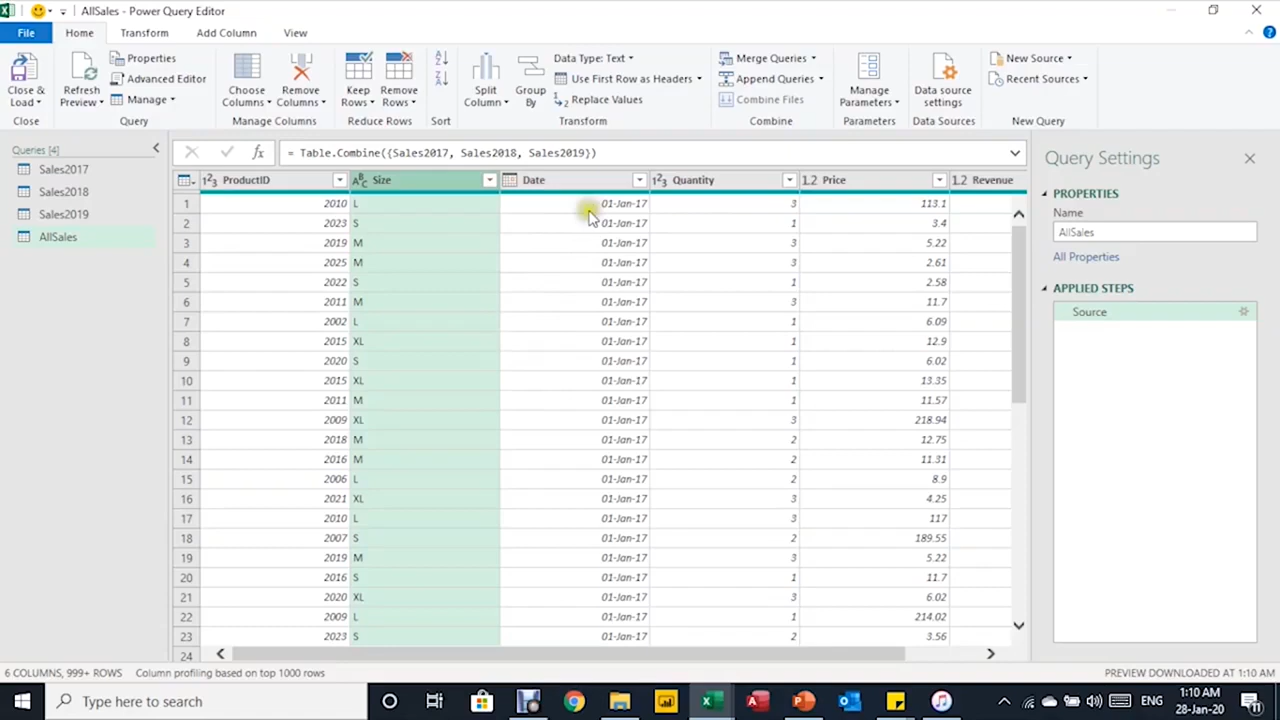 AllSales - Power Query Editor
File Home Transform Add Column View
Close & Load
Close
Refresh Preview
Properties
Advanced Editor
Manage
Query
Choose Columns
Remove Columns
Manage Columns
Keep Rows
Remove Rows
Reduce Rows
Sort
Split Column
Group By
Data Type: Text
Use First Row as Headers
Replace Values
Transform
Merge Queries
Append Queries
Combine Files
Combine
Manage Parameters
Parameters
Data source settings
Data Sources
New Source
Recent Sources
New Query
Queries [4]
Sales2017
Sales2018
Sales2019
AllSales
fx = Table.Combine({Sales2017, Sales2018, Sales2019})
ProductID Size Date Quantity Price Revenue
1 2010 L 01-Jan-17 3 113.1
2 2023 S 01-Jan-17 1 3.4
3 2019 M 01-Jan-17 3 5.22
4 2025 M 01-Jan-17 3 2.61
5 2022 S 01-Jan-17 1 2.58
6 2011 M 01-Jan-17 3 11.7
7 2002 L 01-Jan-17 1 6.09
8 2015 XL 01-Jan-17 1 12.9
9 2020 S 01-Jan-17 1 6.02
10 2015 XL 01-Jan-17 1 13.35
11 2011 M 01-Jan-17 1 11.57
12 2009 XL 01-Jan-17 3 218.94
13 2018 M 01-Jan-17 2 12.75
14 2016 M 01-Jan-17 2 11.31
15 2006 L 01-Jan-17 2 8.9
16 2021 XL 01-Jan-17 3 4.25
17 2010 L 01-Jan-17 3 117
18 2007 S 01-Jan-17 2 189.55
19 2019 M 01-Jan-17 3 5.22
20 2016 S 01-Jan-17 1 11.7
21 2020 XL 01-Jan-17 3 6.02
22 2009 L 01-Jan-17 1 214.02
23 2023 S 01-Jan-17 2 3.56
24
Query Settings
PROPERTIES
Name
AllSales
All Properties
APPLIED STEPS
Source
6 COLUMNS, 999+ ROWS Column profiling based on top 1000 rows
PREVIEW DOWNLOADED AT 1:10 AM
Type here to search
ENG
1:10 AM
28-Jan-20
11